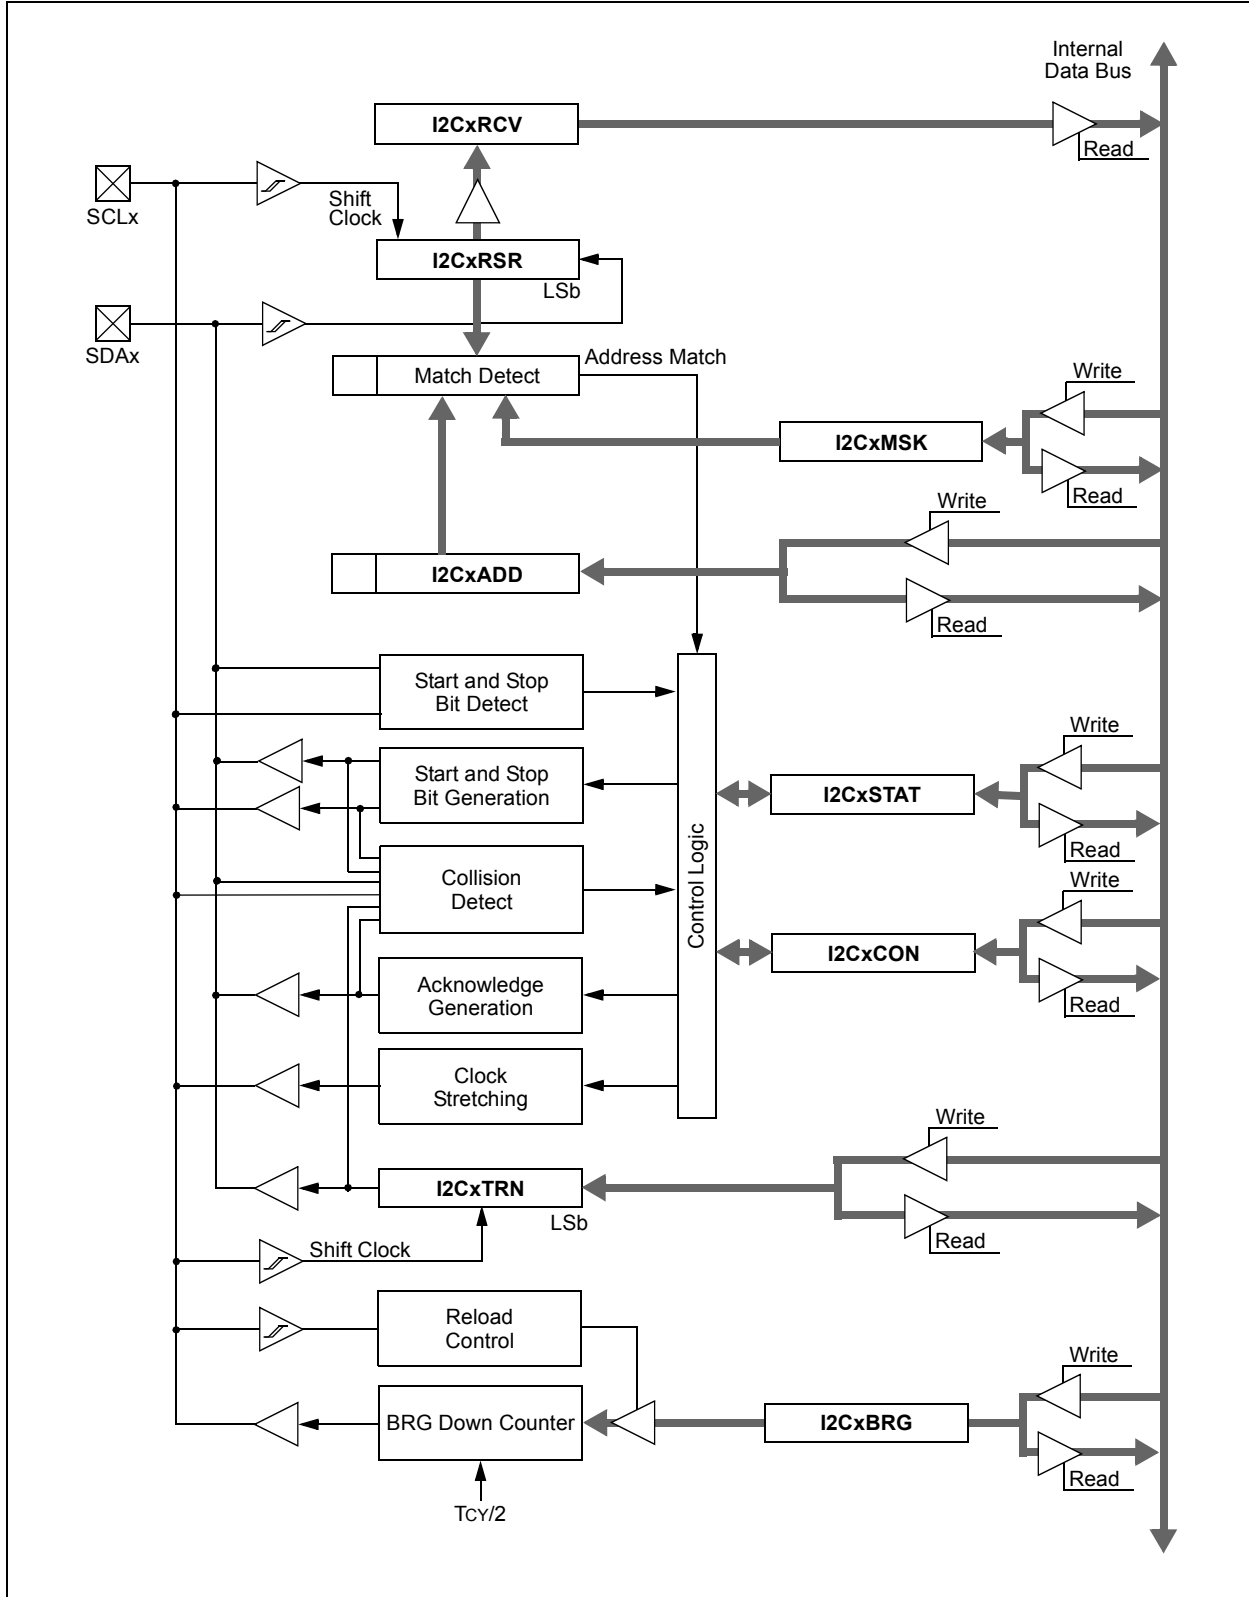 Internal
Data Bus
I2CxRCV
Read
SCLx
Shift
Clock
I2CxRSR
LSb
SDAx
Address Match
Match Detect
Write
I2CxMSK
Read
Write
I2CxADD
Read
Start and Stop
Bit Detect
Write
Start and Stop
Bit Generation
I2CxSTAT
Read
Control Logic
Collision
Detect
Write
I2CxCON
Read
Acknowledge
Generation
Clock
Stretching
Write
I2CxTRN
LSb
Read
Shift Clock
Reload
Control
Write
BRG Down Counter
I2CxBRG
Read
TCY/2